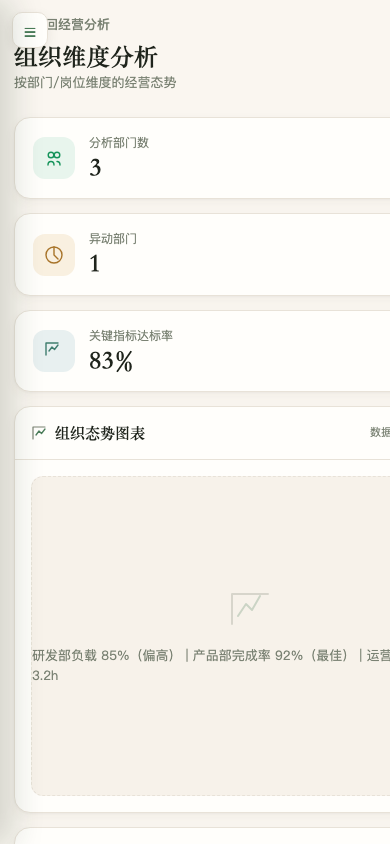 回经营分析
组织维度分析
按部门/岗位维度的经营态势
分析部门数
3
异动部门
1
关键指标达标率
83%
组织态势图表
数据
研发部负载 85%（偏高）｜产品部完成率 92%（最佳）｜运营
3.2h